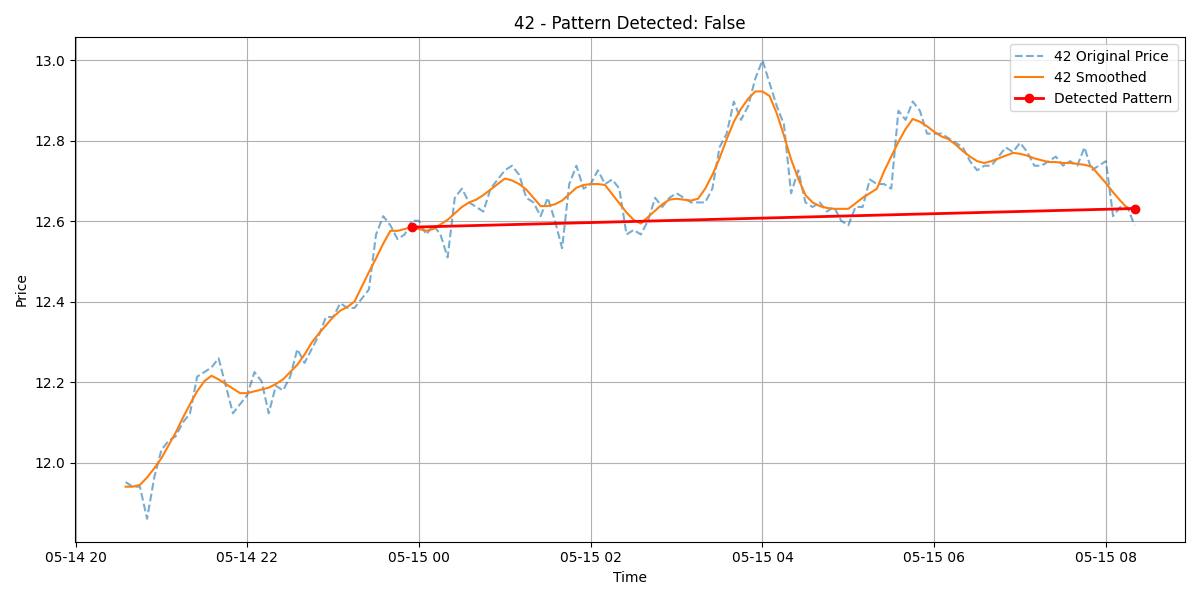 42 - Pattern Detected: False
42 Original Price
42 Smoothed
Detected Pattern
Price
13.0
12.8
12.6
12.4
12.2
12.0
05-14 20 05-14 22 05-15 00 05-15 02 05-15 04 05-15 06 05-15 08
Time